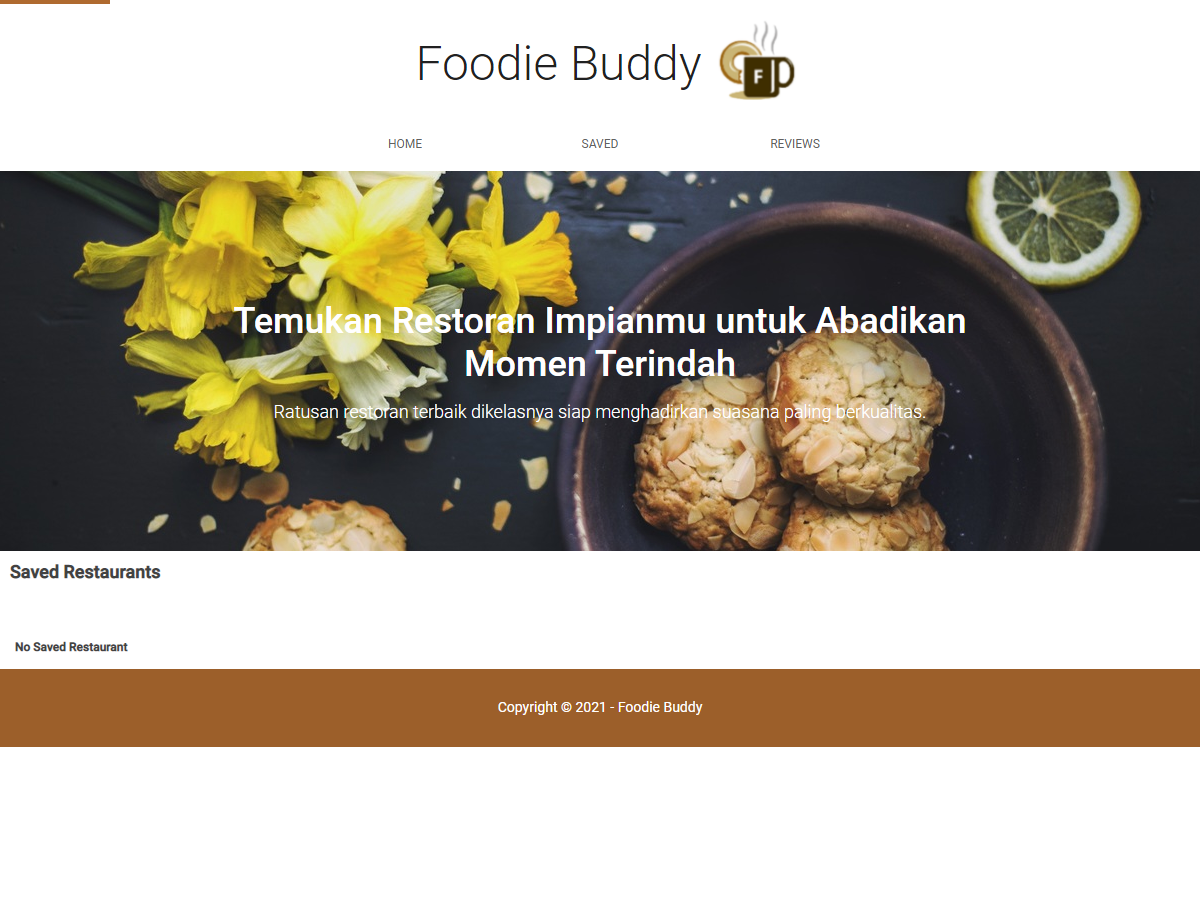 Foodie Buddy
F
HOME SAVED REVIEWS
Temukan Restoran Impianmu untuk Abadikan
Momen Terindah
Ratusan restoran terbaik dikelasnya siap menghadirkan suasana paling berkualitas.
Saved Restaurants
No Saved Restaurant
Copyright © 2021 - Foodie Buddy